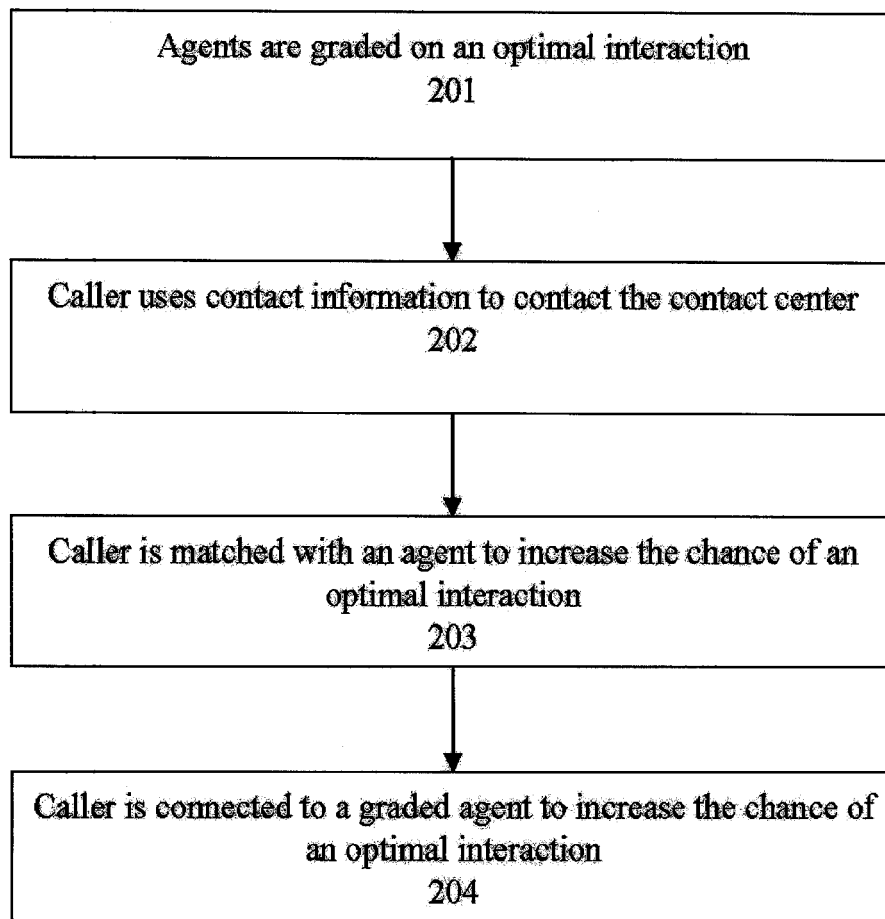 Agents are graded on an optimal interaction
201
Caller uses contact information to contact the contact center
202
Caller is matched with an agent to increase the chance of an
optimal interaction
203
Caller is connected to a graded agent to increase the chance of
an optimal interaction
204